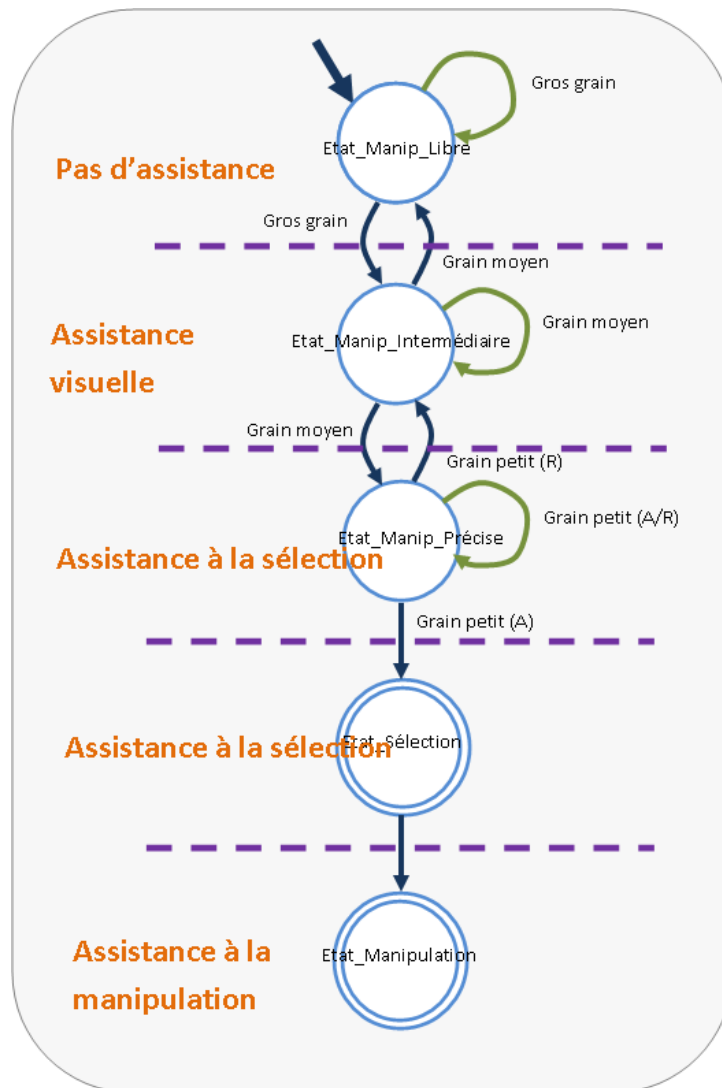 Gros grain
Etat_Manip_Libre
Pas d'assistance
Gros grain
Grain moyen
Grain moyen
Assistance
visuelle
Etat_Manip_Intermédiaire
Grain moyen
Grain petit (R)
Grain petit (A/R)
Etat_Manip_Précise
Assistance à la sélection
Grain petit (A)
Assistance à la sélection
Etat_Sélection
Assistance à la
manipulation
Etat_Manipulation